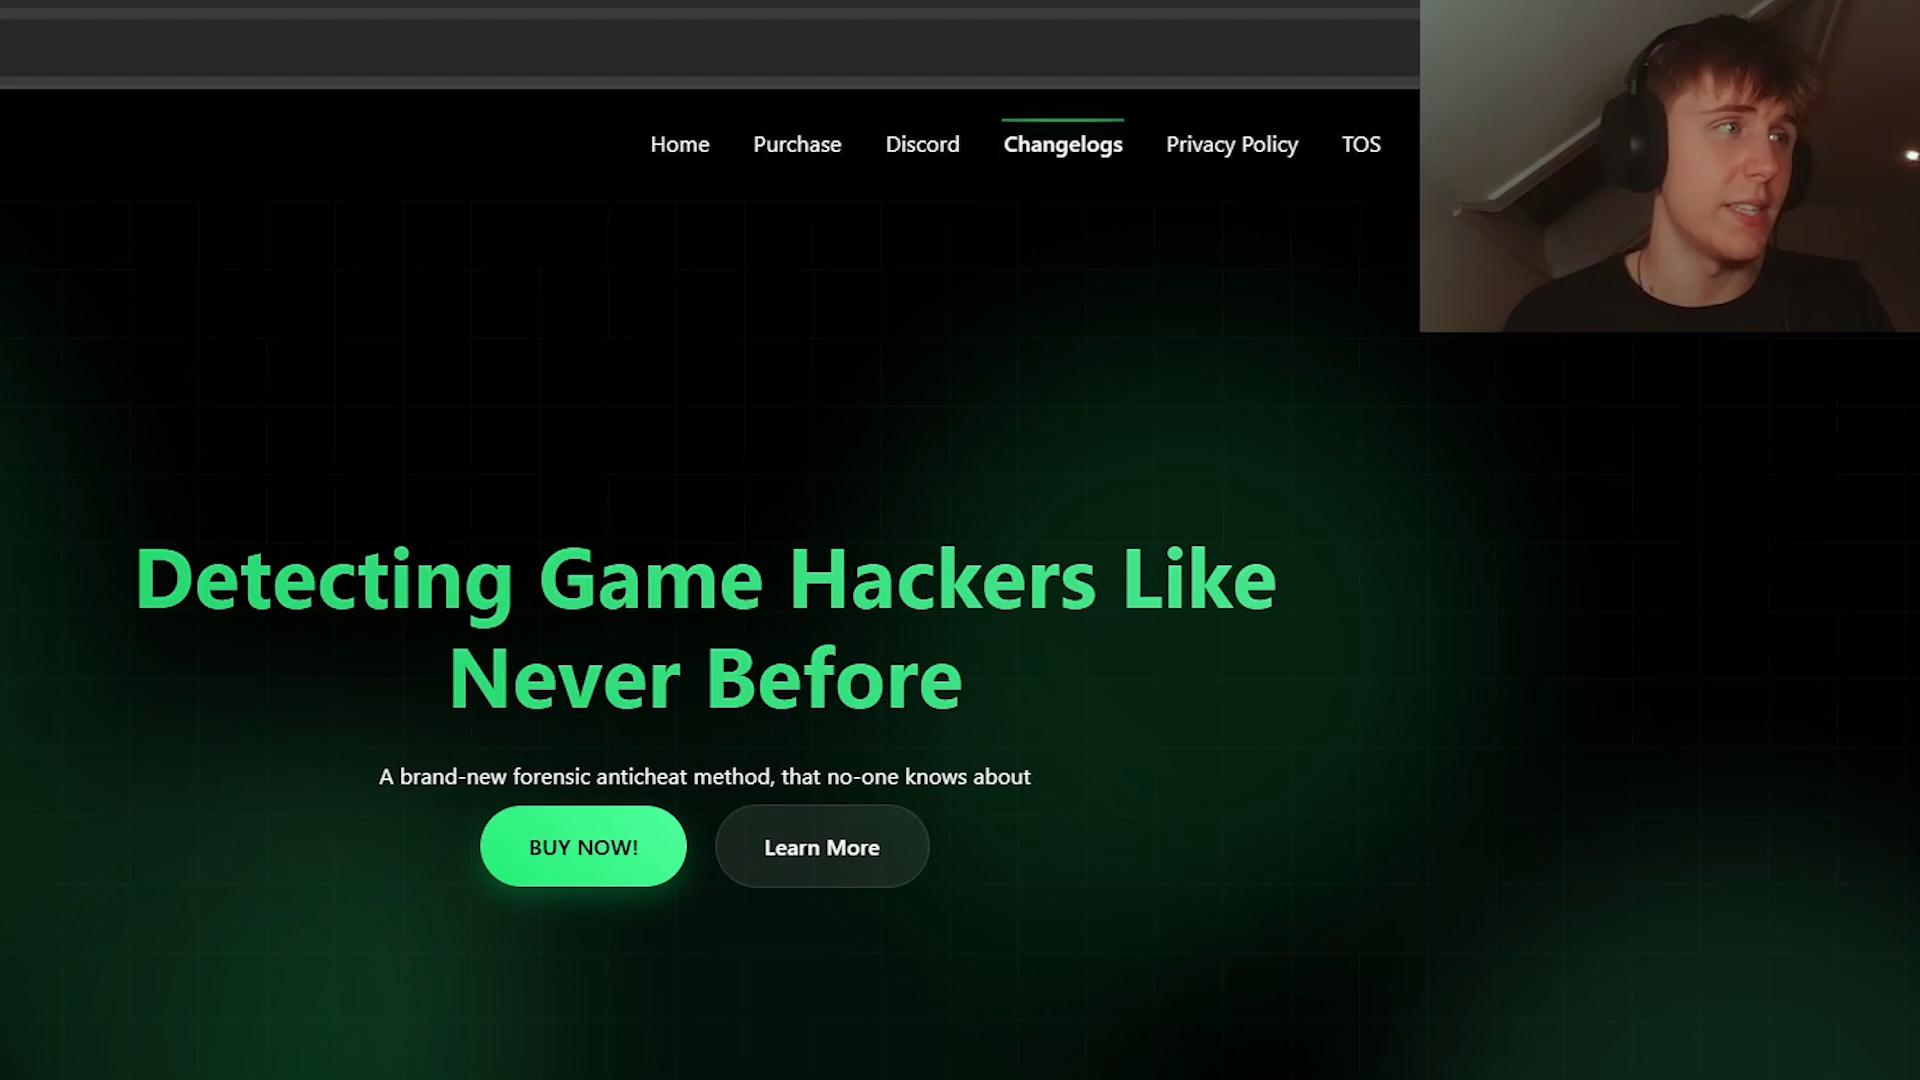 Home Purchase Discord Changelogs Privacy Policy TOS
Detecting Game Hackers Like
Never Before
A brand-new forensic anticheat method, that no-one knows about
BUY NOW! Learn More